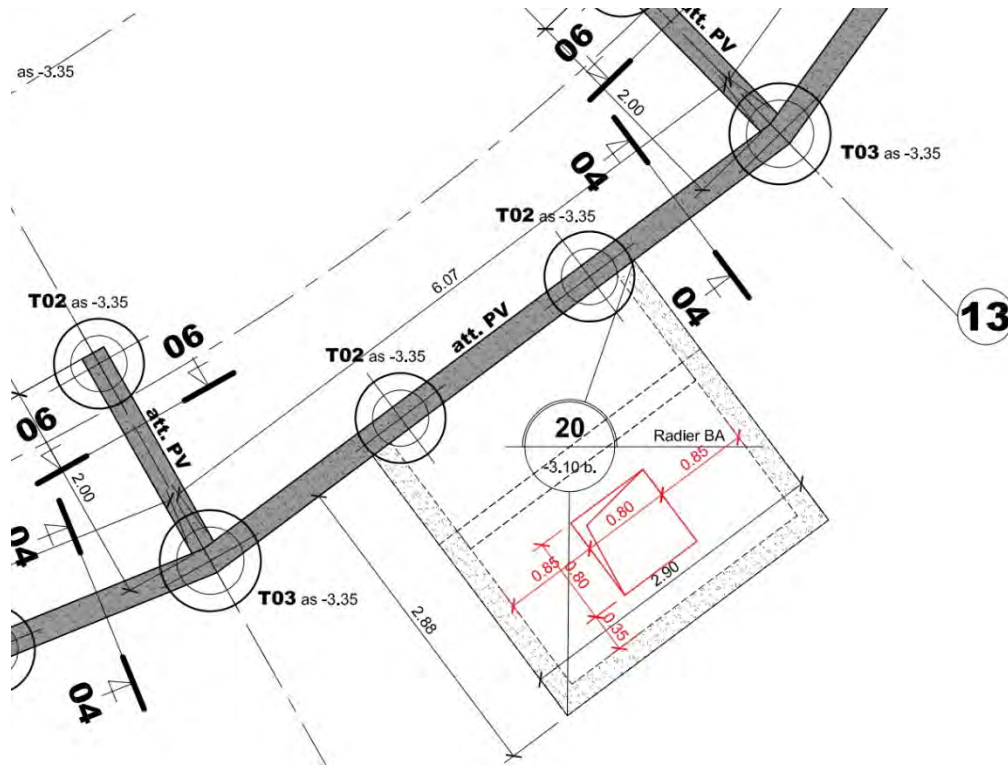 att. PV
06
as -3.35
2.00
04
T03 as -3.35
T02 as -3.35
6.07
04
13
T02 as -3.35
06
att. PV
T02 as -3.35
06
att. PV
20
Radier BA
-3.10 b.
0.85
2.00
0.80
04
0.85
0.80
2.90
T03 as -3.35
2.88
0.35
04